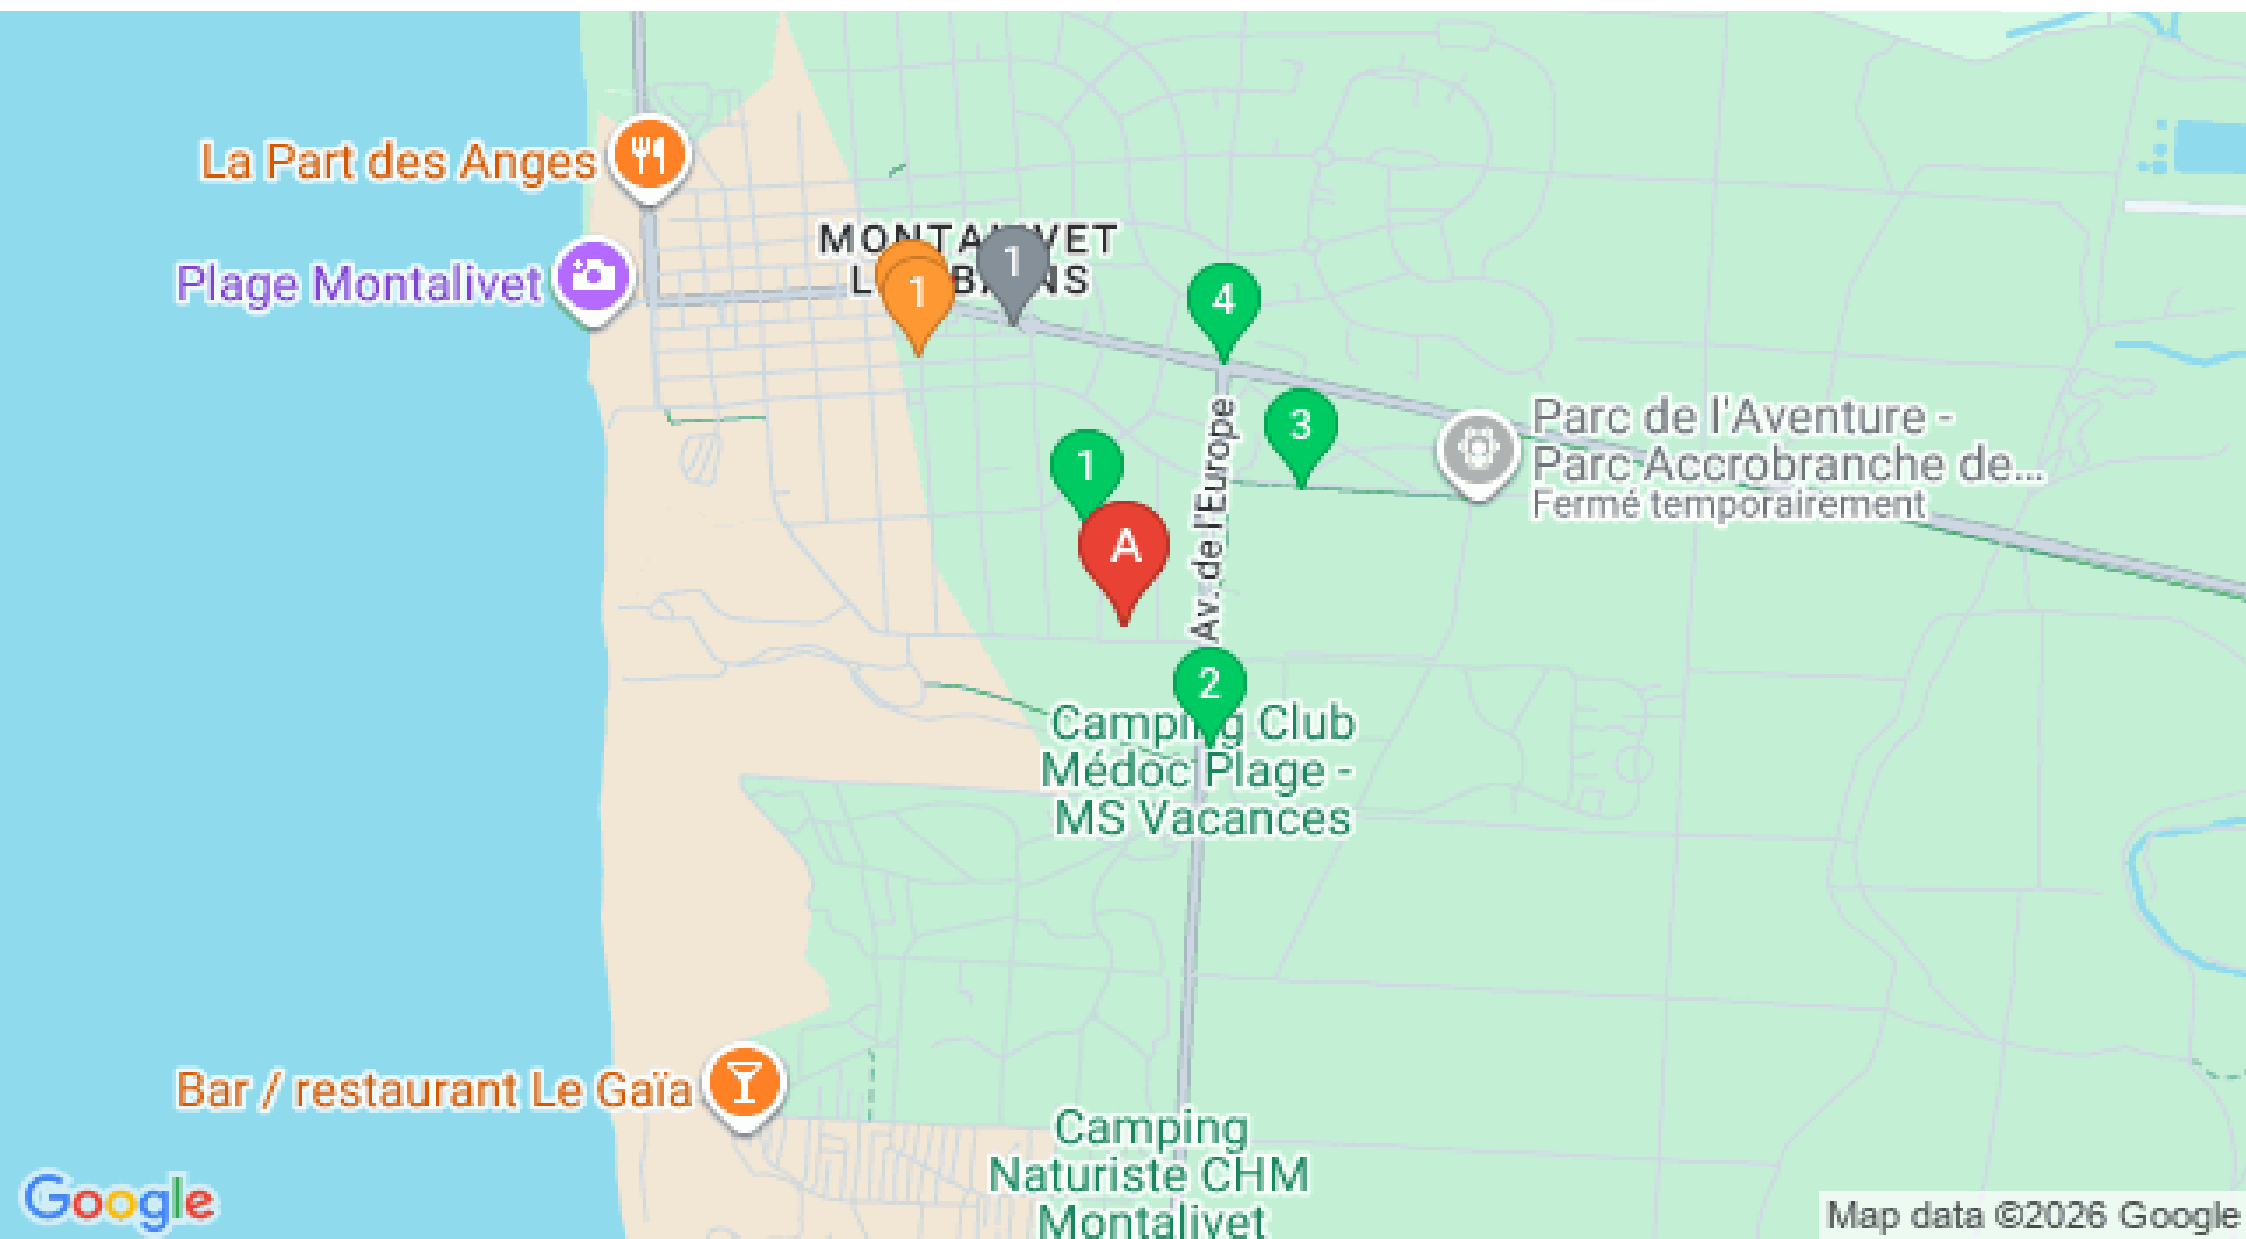 La Part des Anges
MONTALIVET
1
Plage Montalivet
1
4
Av. de l'Europe
3
Parc de l'Aventure -
Parc Accrobranche de...
Fermé temporairement
1
A
2
Camping Club
Médoc Plage -
MS Vacances
Bar / restaurant Le Gaïa
Camping
Naturiste CHM
Montalivet
Google
Map data ©2026 Google